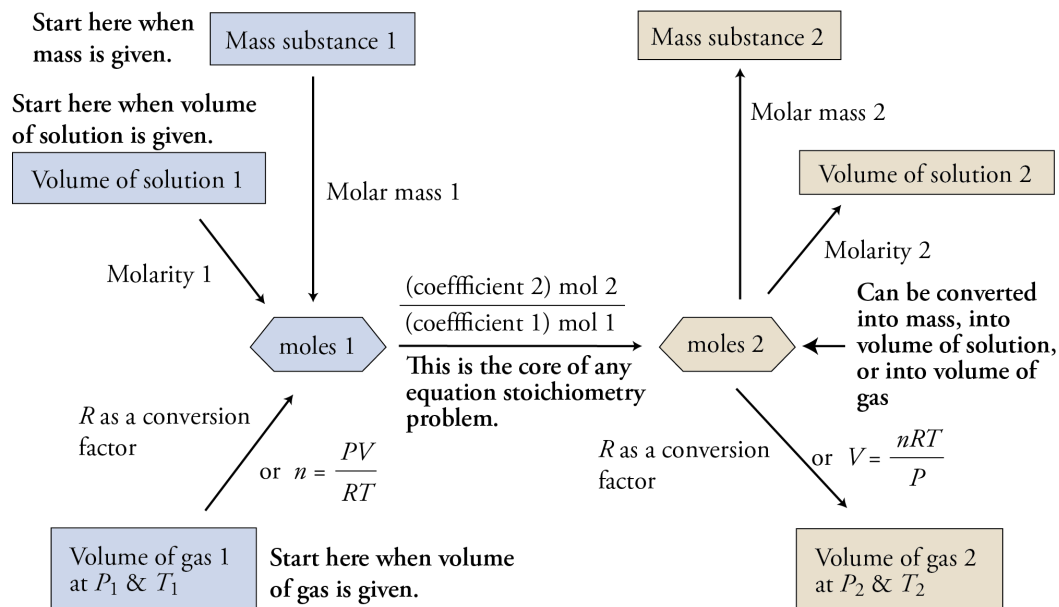 Start here when
mass is given.
Mass substance 1
Start here when volume
of solution is given.
Volume of solution 1
Molar mass 1
Molarity 1
moles 1
(coeffficient 2) mol 2
(coeffficient 1) mol 1
This is the core of any
equation stoichiometry
problem.
R as a conversion
factor
or n = PV / RT
Volume of gas 1
at P₁ & T₁
Start here when volume
of gas is given.
Mass substance 2
Molar mass 2
Volume of solution 2
Molarity 2
moles 2
Can be converted
into mass, into
volume of solution,
or into volume of
gas
R as a conversion
factor
or V = nRT / P
Volume of gas 2
at P₂ & T₂